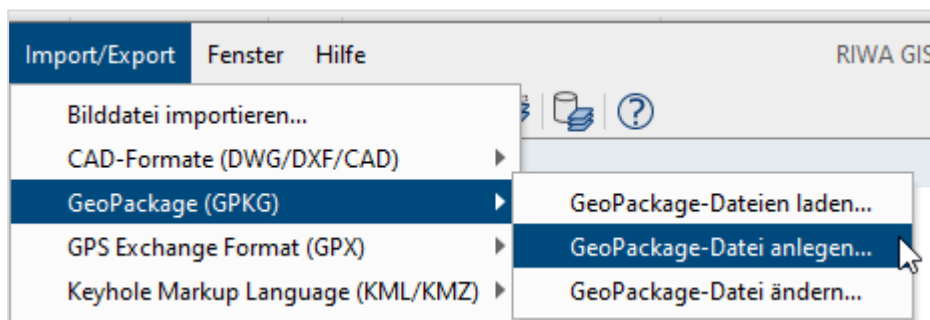 Import/Export Fenster Hilfe RIWA GIS
Bilddatei importieren...
CAD-Formate (DWG/DXF/CAD)
GeoPackage (GPKG) GeoPackage-Dateien laden...
GPS Exchange Format (GPX) GeoPackage-Datei anlegen...
Keyhole Markup Language (KML/KMZ) GeoPackage-Datei ändern...